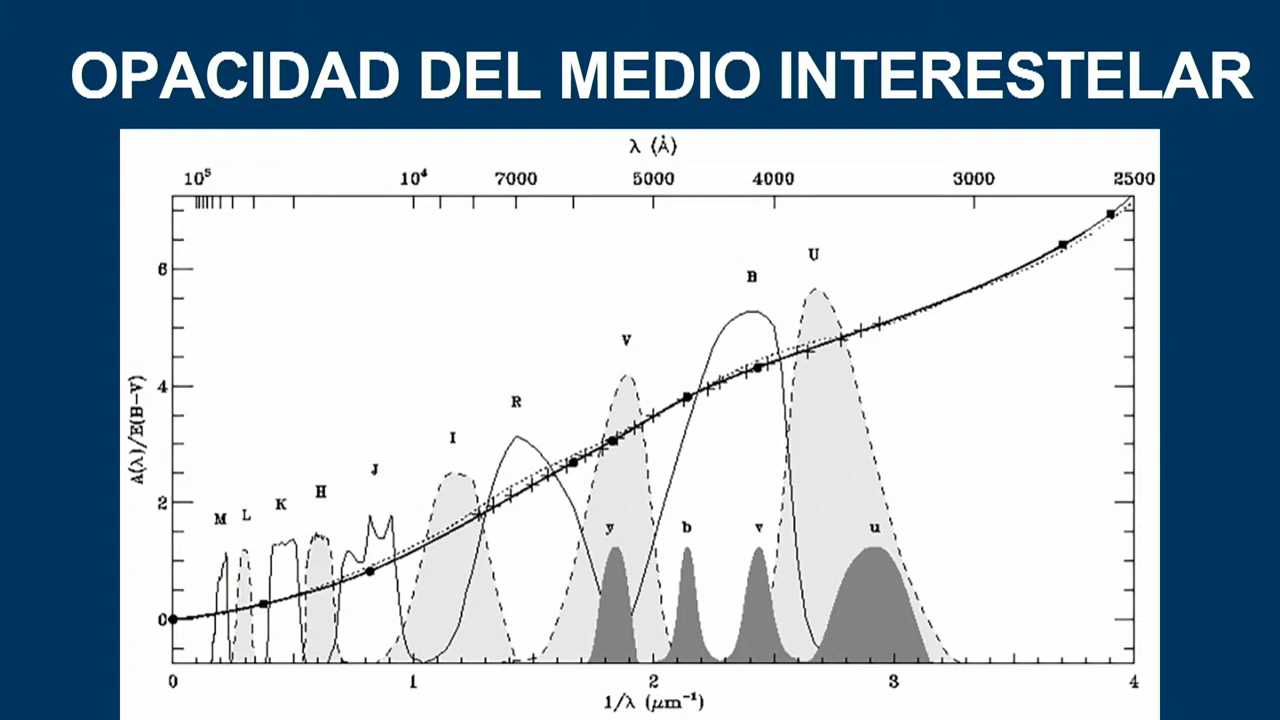 OPACIDAD DEL MEDIO INTERESTELAR
λ (Å)
10⁵ 10⁴ 7000 5000 4000 3000 2500
U
B
6
V
A(λ)/E(B−V)
4
R
I
J
H
K
2
M L
y b v u
0
0 1 2 3 4
1/λ (μm⁻¹)